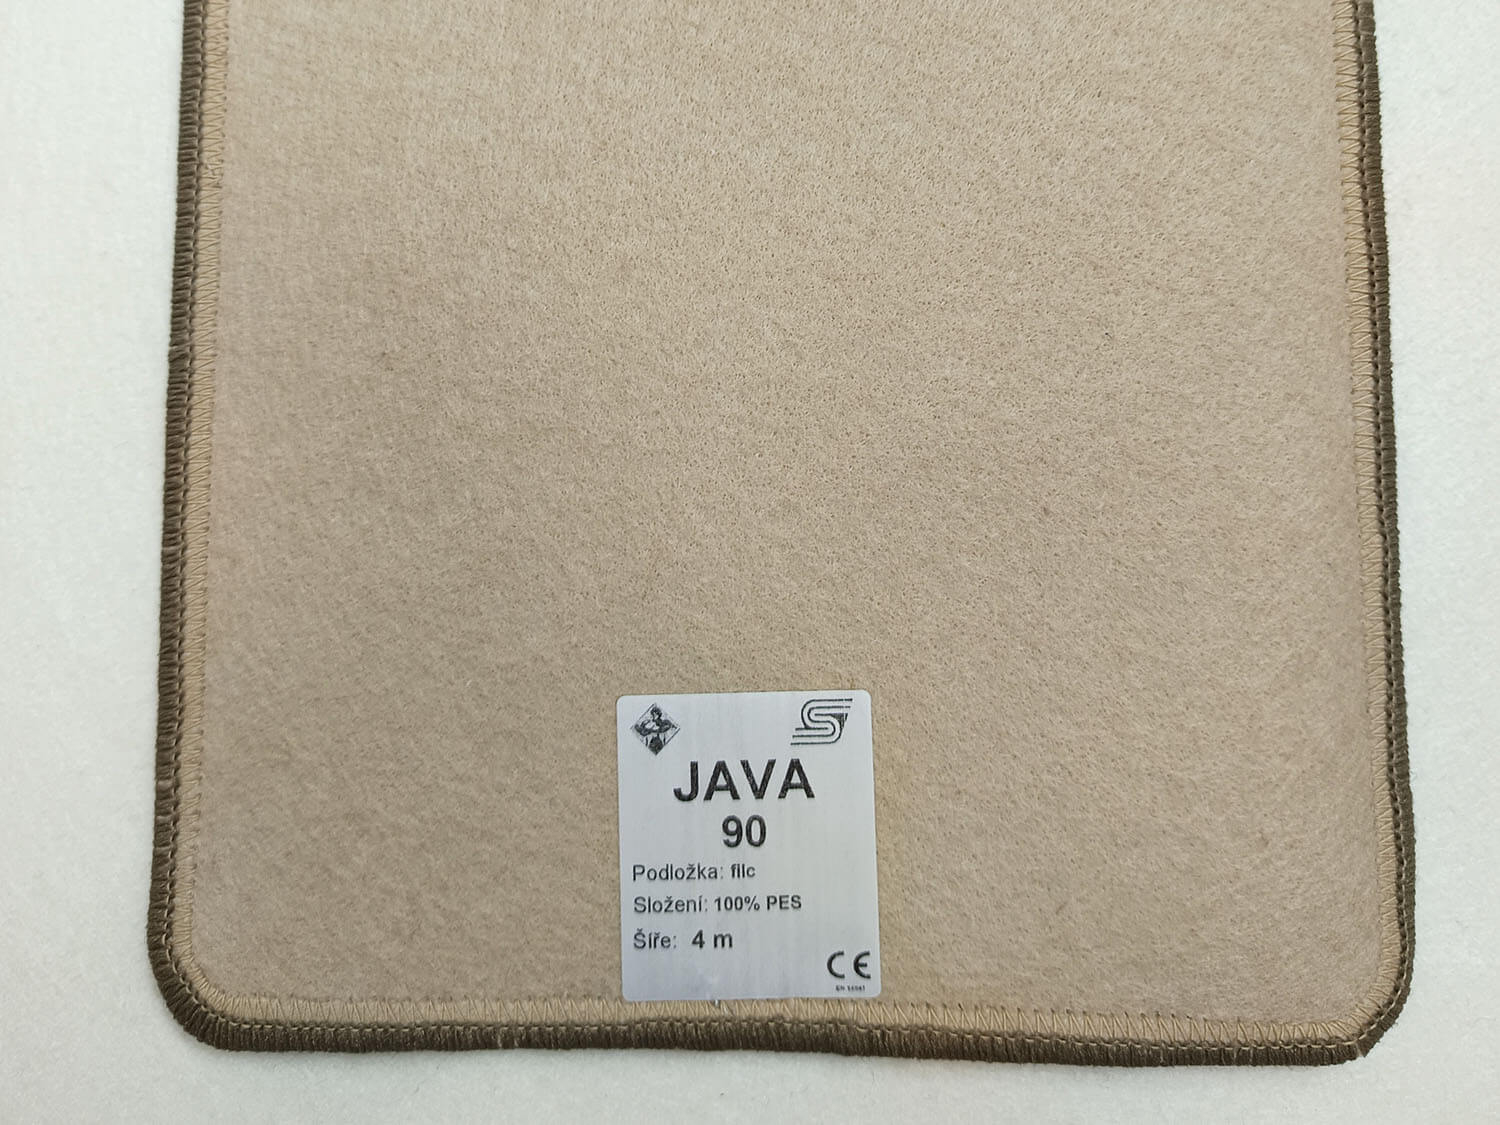 JAVA
90
Podložka: filc
Složení: 100% PES
Šíře: 4 m
CE